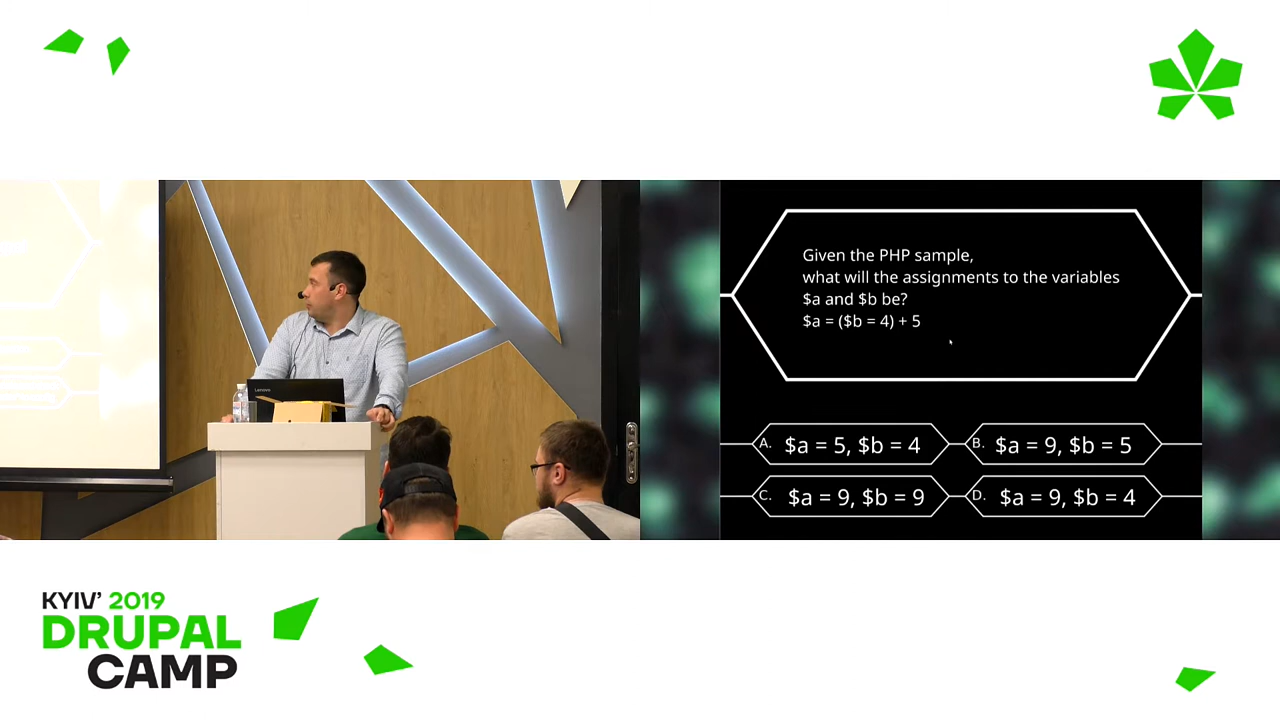 Given the PHP sample,
what will the assignments to the variables
$a and $b be?
$a = ($b = 4) + 5
A. $a = 5, $b = 4
B. $a = 9, $b = 5
C. $a = 9, $b = 9
D. $a = 9, $b = 4
Lenovo
KYIV’ 2019
DRUPAL
CAMP